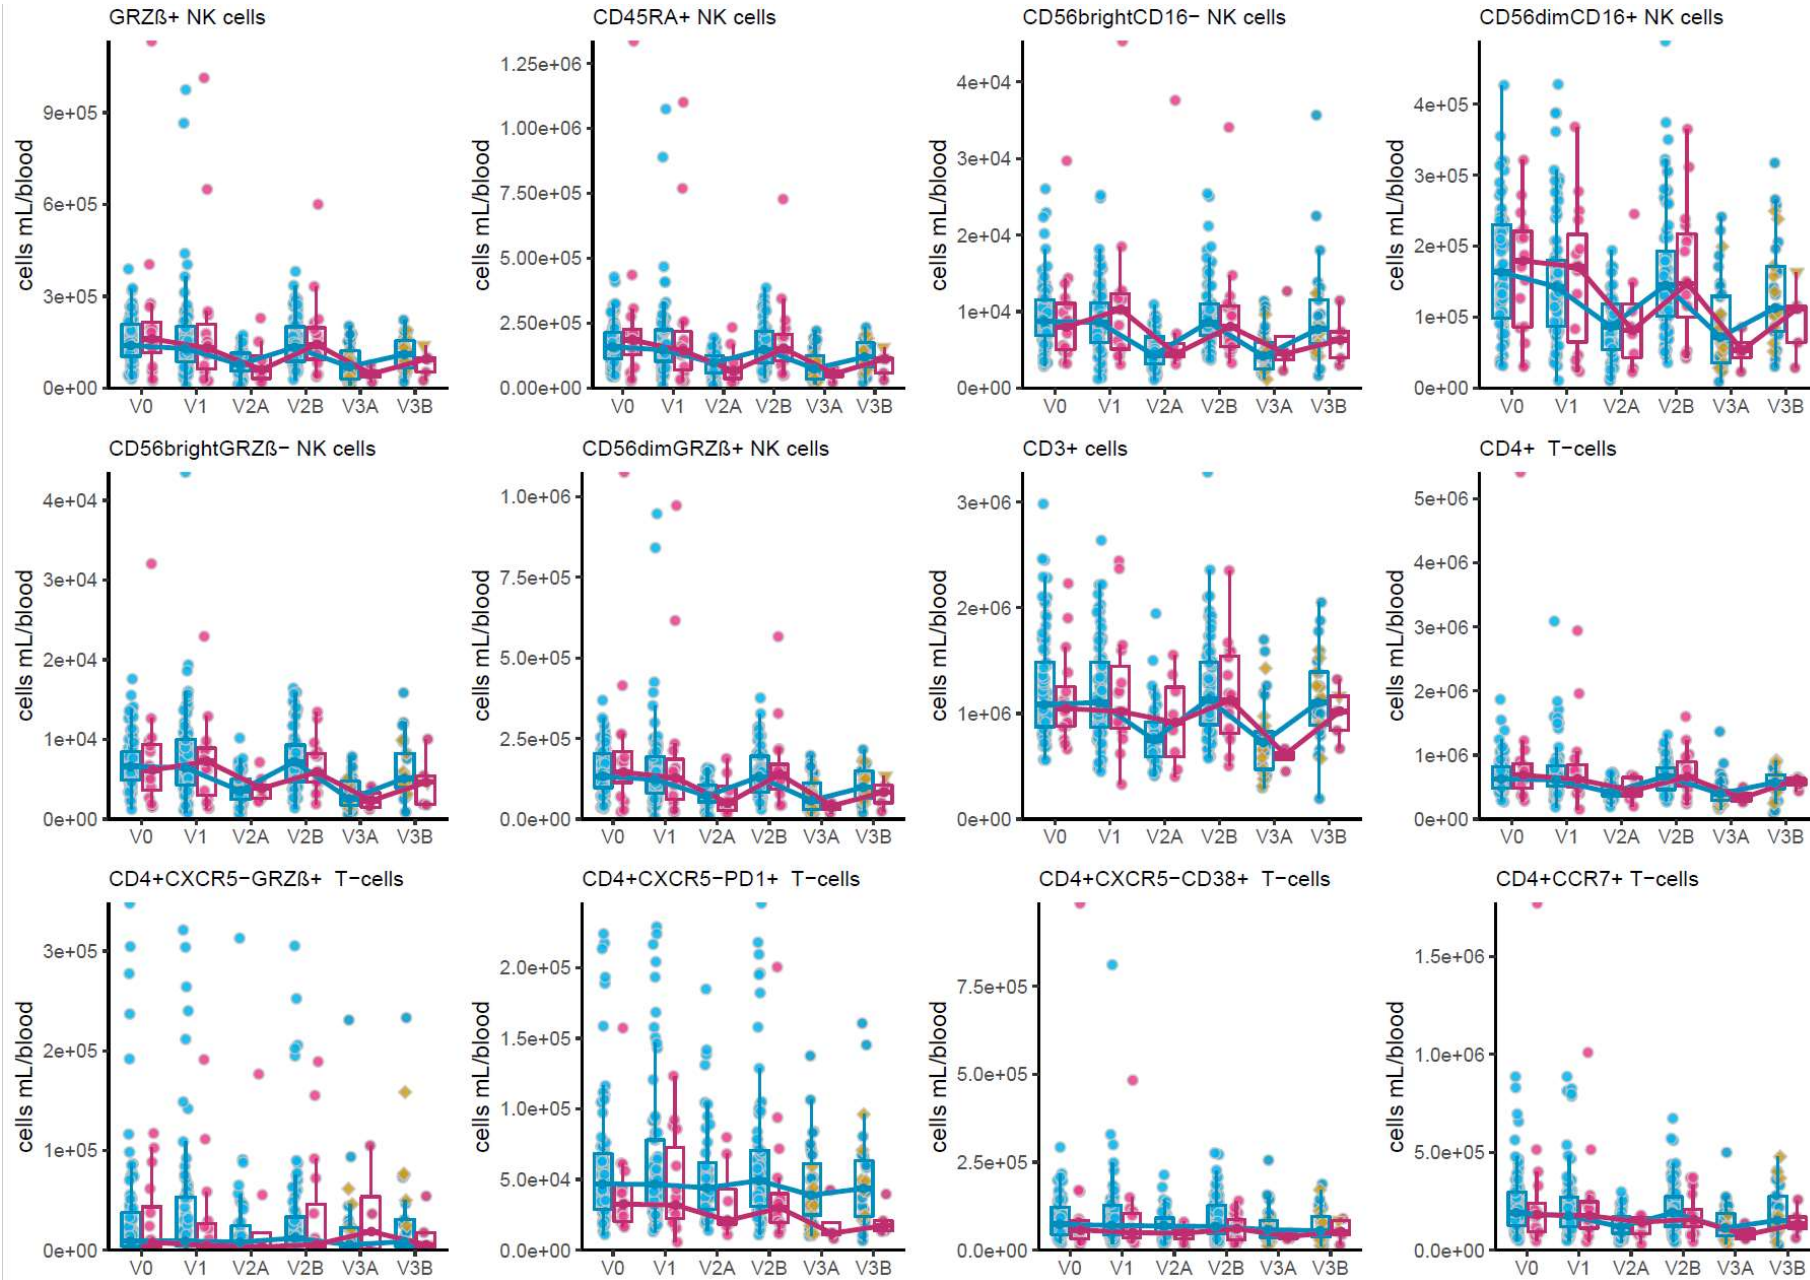 GRZß+ NK cells
cells mL/blood
9e+05
6e+05
3e+05
0e+00
V0 V1 V2A V2B V3A V3B
CD45RA+ NK cells
cells mL/blood
1.25e+06
1.00e+06
7.50e+05
5.00e+05
2.50e+05
0.00e+00
V0 V1 V2A V2B V3A V3B
CD56brightCD16− NK cells
cells mL/blood
4e+04
3e+04
2e+04
1e+04
0e+00
V0 V1 V2A V2B V3A V3B
CD56dimCD16+ NK cells
cells mL/blood
4e+05
3e+05
2e+05
1e+05
0e+00
V0 V1 V2A V2B V3A V3B
CD56brightGRZß− NK cells
cells mL/blood
4e+04
3e+04
2e+04
1e+04
0e+00
V0 V1 V2A V2B V3A V3B
CD56dimGRZß+ NK cells
cells mL/blood
1.0e+06
7.5e+05
5.0e+05
2.5e+05
0.0e+00
V0 V1 V2A V2B V3A V3B
CD3+ cells
cells mL/blood
3e+06
2e+06
1e+06
0e+00
V0 V1 V2A V2B V3A V3B
CD4+ T−cells
cells mL/blood
5e+06
4e+06
3e+06
2e+06
1e+06
0e+00
V0 V1 V2A V2B V3A V3B
CD4+CXCR5−GRZß+ T−cells
cells mL/blood
3e+05
2e+05
1e+05
0e+00
V0 V1 V2A V2B V3A V3B
CD4+CXCR5−PD1+ T−cells
cells mL/blood
2.0e+05
1.5e+05
1.0e+05
5.0e+04
0.0e+00
V0 V1 V2A V2B V3A V3B
CD4+CXCR5−CD38+ T−cells
cells mL/blood
7.5e+05
5.0e+05
2.5e+05
0.0e+00
V0 V1 V2A V2B V3A V3B
CD4+CCR7+ T−cells
cells mL/blood
1.5e+06
1.0e+06
5.0e+05
0.0e+00
V0 V1 V2A V2B V3A V3B